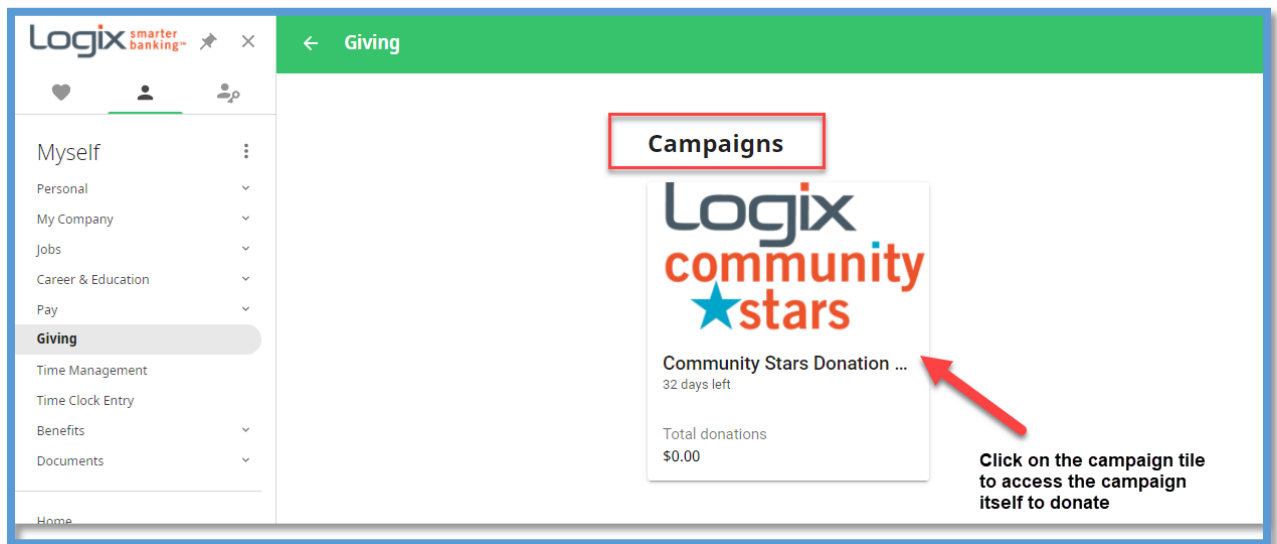 Logix smarter banking™
Giving
Myself
Personal
My Company
Jobs
Career & Education
Pay
Giving
Time Management
Time Clock Entry
Benefits
Documents
Home
Campaigns
Logix
community
stars
Community Stars Donation ...
32 days left
Total donations
$0.00
Click on the campaign tile
to access the campaign
itself to donate